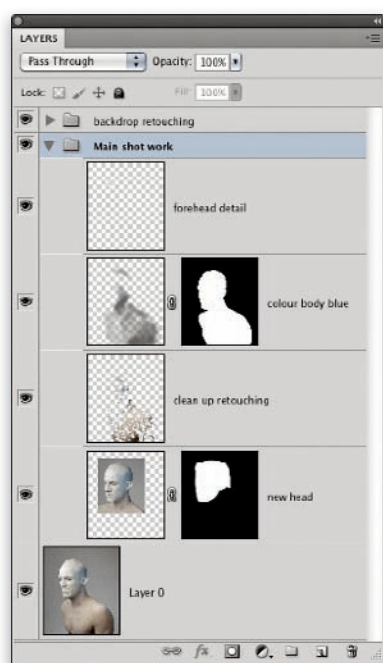 LAYERS
Pass Through Opacity: 100%
Lock: Fill: 100%
backdrop retouching
Main shot work
forehead detail
colour body blue
clean up retouching
new head
Layer 0
fx